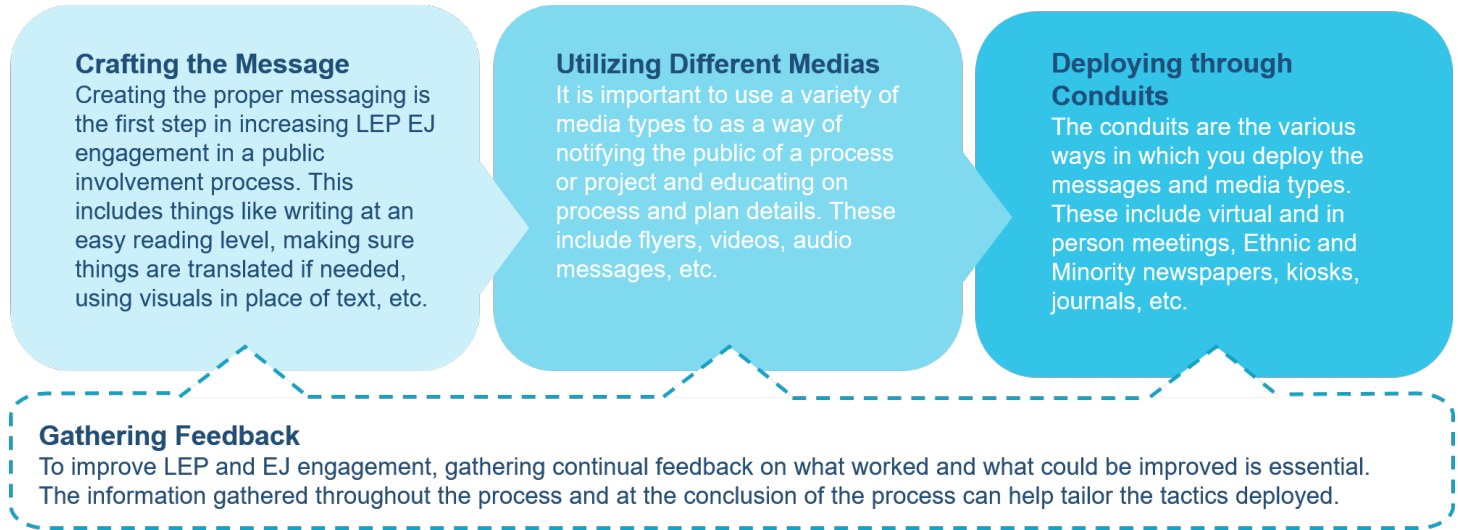 Crafting the Message
Creating the proper messaging is
the first step in increasing LEP EJ
engagement in a public
involvement process. This
includes things like writing at an
easy reading level, making sure
things are translated if needed,
using visuals in place of text, etc.
Utilizing Different Medias
It is important to use a variety of
media types to as a way of
notifying the public of a process
or project and educating on
process and plan details. These
include flyers, videos, audio
messages, etc.
Deploying through
Conduits
The conduits are the various
ways in which you deploy the
messages and media types.
These include virtual and in
person meetings, Ethnic and
Minority newspapers, kiosks,
journals, etc.
Gathering Feedback
To improve LEP and EJ engagement, gathering continual feedback on what worked and what could be improved is essential.
The information gathered throughout the process and at the conclusion of the process can help tailor the tactics deployed.